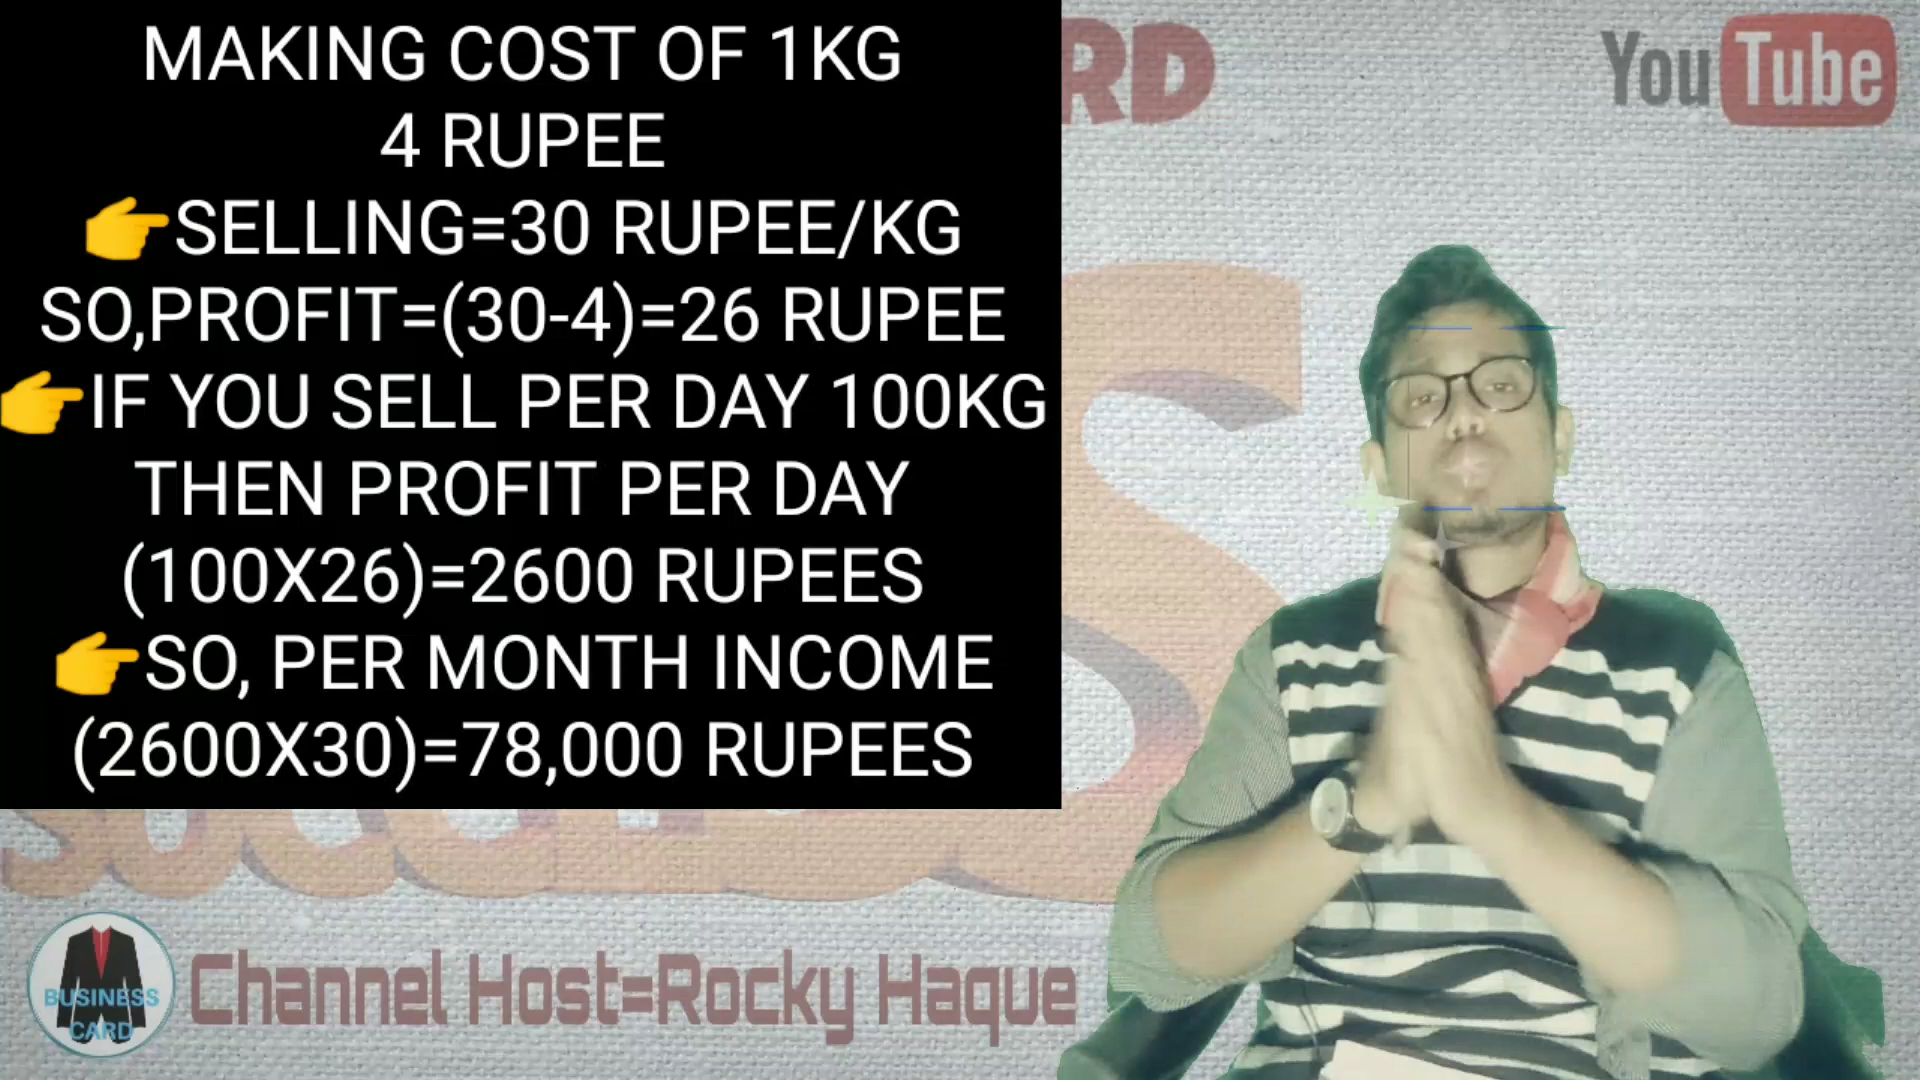 MAKING COST OF 1KG
4 RUPEE
👉SELLING=30 RUPEE/KG
SO,PROFIT=(30-4)=26 RUPEE
👉IF YOU SELL PER DAY 100KG
THEN PROFIT PER DAY
(100X26)=2600 RUPEES
👉SO, PER MONTH INCOME
(2600X30)=78,000 RUPEES
RD
YouTube
S
BUSINESS
CARD
Channel Host=Rocky Haque